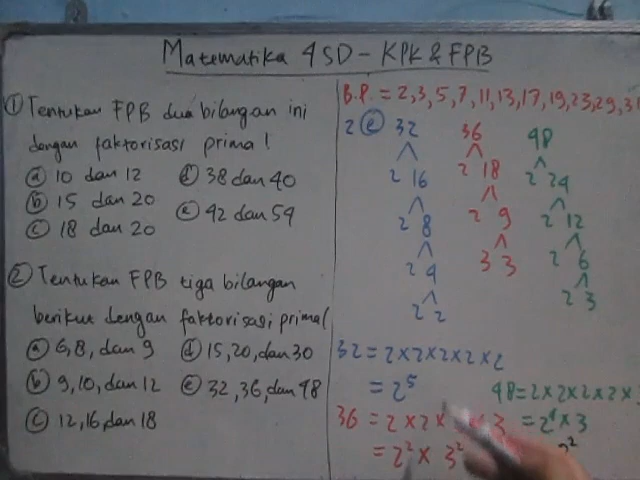 Matematika 4SD - KPK & FPB
① Tentukan FPB dua bilangan ini
dengan faktorisasi prima!
ⓐ 10 dan 12
ⓓ 38 dan 40
ⓑ 15 dan 20
ⓔ 42 dan 54
ⓒ 18 dan 20
② Tentukan FPB tiga bilangan
berikut dengan faktorisasi prima!
ⓐ 6,8, dan 9
ⓓ 15,20, dan 30
ⓑ 9,10, dan 12
ⓔ 32,36, dan 48
ⓒ 12,16, dan 18
B.P. = 2,3,5,7,11,13,17,19,23,29,31
2 ⓔ 32 36 48
2 16 2 18 2 24
2 8 2 9 2 12
2 4 3 3 2 6
2 2 2 3
32 = 2×2×2×2×2
= 2⁵
48=2×2×2×2×
36 = 2×2× 3
= 2⁴×3
= 2² × 3²
2²